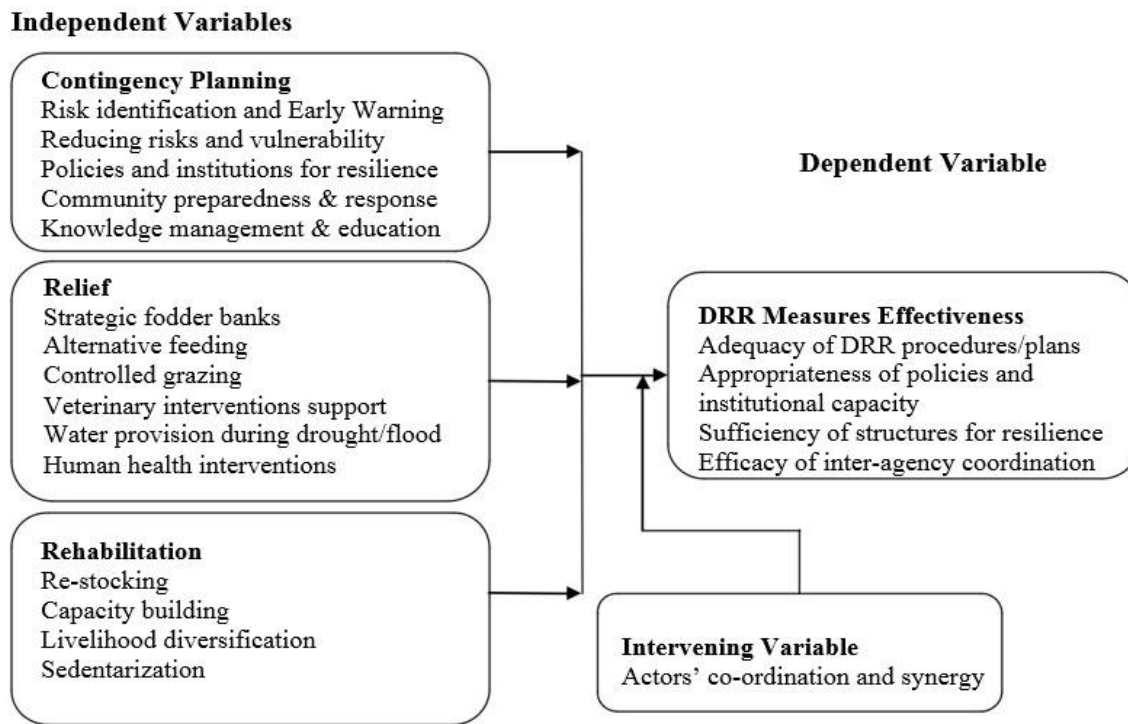 Independent Variables
Contingency Planning
Risk identification and Early Warning
Reducing risks and vulnerability
Policies and institutions for resilience
Community preparedness & response
Knowledge management & education
Relief
Strategic fodder banks
Alternative feeding
Controlled grazing
Veterinary interventions support
Water provision during drought/flood
Human health interventions
Rehabilitation
Re-stocking
Capacity building
Livelihood diversification
Sedentarization
Dependent Variable
DRR Measures Effectiveness
Adequacy of DRR procedures/plans
Appropriateness of policies and
institutional capacity
Sufficiency of structures for resilience
Efficacy of inter-agency coordination
Intervening Variable
Actors’ co-ordination and synergy